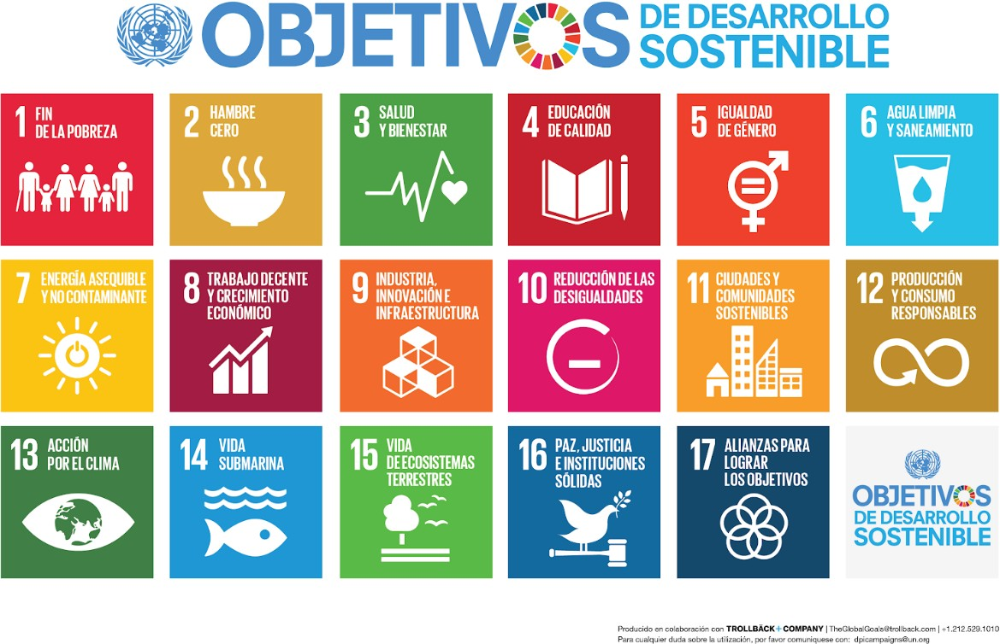 OBJETIVOS DE DESARROLLO
SOSTENIBLE
1 FIN
DE LA POBREZA
2 HAMBRE
CERO
3 SALUD
Y BIENESTAR
4 EDUCACIÓN
DE CALIDAD
5 IGUALDAD
DE GÉNERO
6 AGUA LIMPIA
Y SANEAMIENTO
7 ENERGÍA ASEQUIBLE
Y NO CONTAMINANTE
8 TRABAJO DECENTE
Y CRECIMIENTO
ECONÓMICO
9 INDUSTRIA,
INNOVACIÓN E
INFRAESTRUCTURA
10 REDUCCIÓN DE LAS
DESIGUALDADES
11 CIUDADES Y
COMUNIDADES
SOSTENIBLES
12 PRODUCCIÓN
Y CONSUMO
RESPONSABLES
13 ACCIÓN
POR EL CLIMA
14 VIDA
SUBMARINA
15 VIDA
DE ECOSISTEMAS
TERRESTRES
16 PAZ, JUSTICIA
E INSTITUCIONES
SÓLIDAS
17 ALIANZAS PARA
LOGRAR
LOS OBJETIVOS
OBJETIVOS
DE DESARROLLO
SOSTENIBLE
Producido en colaboración con TROLLBÄCK+COMPANY | TheGlobalGoals@trollback.com | +1.212.529.1010
Para cualquier duda sobre la utilización, por favor comuniquese con: dpicampaigns@un.org